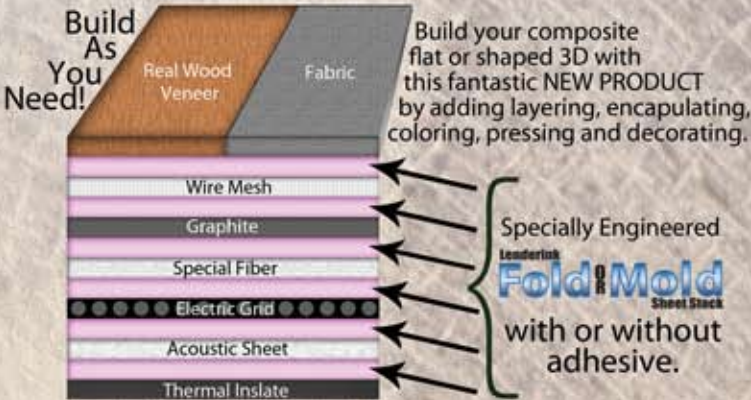 Build
As
You
Need!
Real Wood
Veneer
Fabric
Build your composite
flat or shaped 3D with
this fantastic NEW PRODUCT
by adding layering, encapulating,
coloring, pressing and decorating.
Wire Mesh
Graphite
Special Fiber
Electric Grid
Acoustic Sheet
Thermal Inslate
Specially Engineered
Lenderink
Fold OR Mold
Sheet Stock
with or without
adhesive.